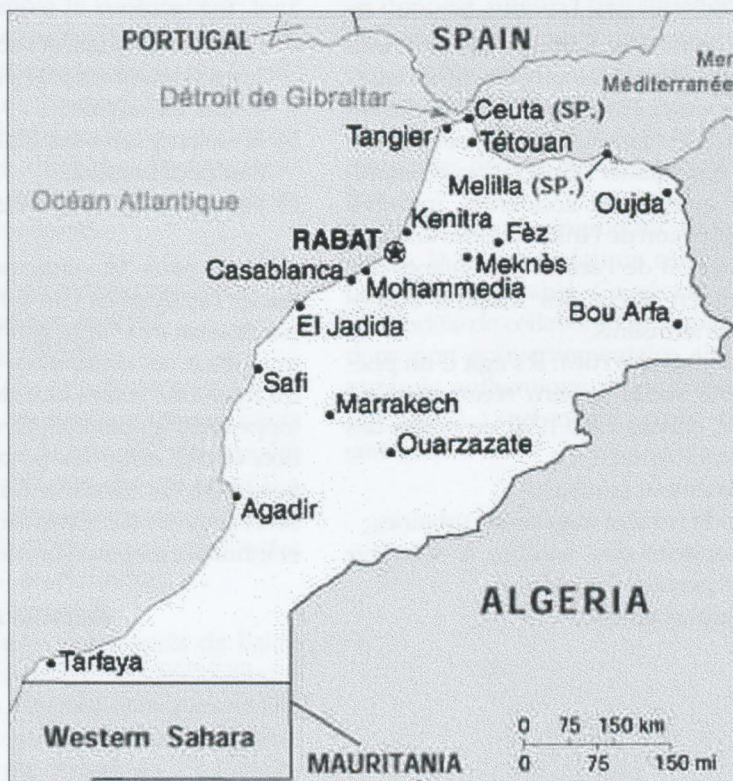 PORTUGAL
SPAIN
Mer
Méditerranée
Détroit de Gibraltar
Ceuta (SP.)
Tangier
Tétouan
Melilla (SP.)
Oujda
Océan Atlantique
Kenitra
Fèz
RABAT
Meknès
Casablanca
Mohammedia
El Jadida
Bou Arfa
Safi
Marrakech
Ouarzazate
Agadir
ALGERIA
Tarfaya
Western Sahara
MAURITANIA
0 75 150 km
0 75 150 mi